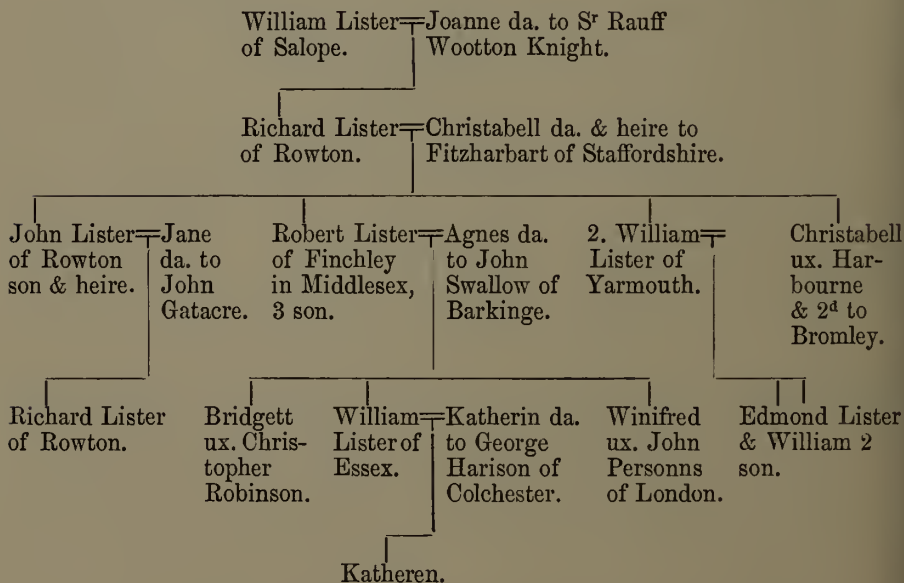 William Lister Joanne da. to Sʳ Rauff
of Salope. Wootton Knight.
Richard Lister Christabell da. & heire to
of Rowton. Fitzharbart of Staffordshire.
John Lister
of Rowton
son & heire.
Jane
da. to
John
Gatacre.
Robert Lister
of Finchley
in Middlesex,
3 son.
Agnes da.
to John
Swallow of
Barkinge.
2. William
Lister of
Yarmouth.
Christabell
ux. Har-
bourne
& 2ᵈ to
Bromley.
Richard Lister
of Rowton.
Bridgett
ux. Chris-
topher
Robinson.
William
Lister of
Essex.
Katherin da.
to George
Harison of
Colchester.
Winifred
ux. John
Personns
of London.
Edmond Lister
& William 2
son.
Katheren.